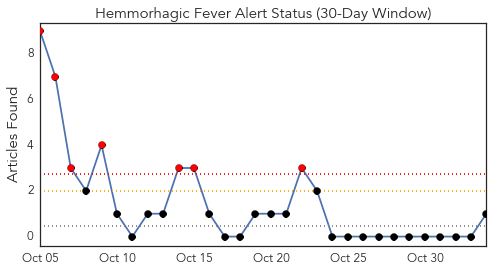 Hemmorhagic Fever Alert Status (30-Day Window)
Articles Found
8
6
4
2
0
Oct 05 Oct 10 Oct 15 Oct 20 Oct 25 Oct 30